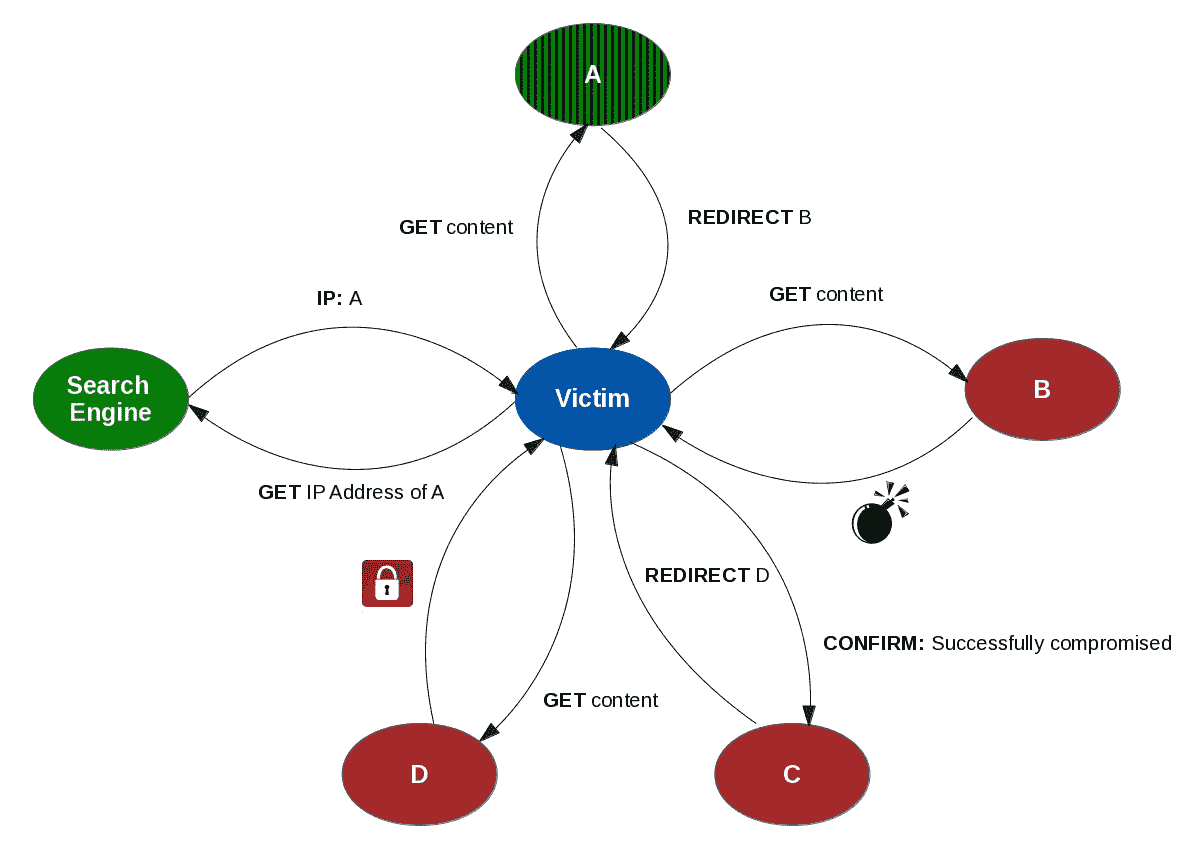 A
GET content
REDIRECT B
IP: A
GET content
Search
Engine
Victim
B
GET IP Address of A
REDIRECT D
CONFIRM: Successfully compromised
GET content
D
C